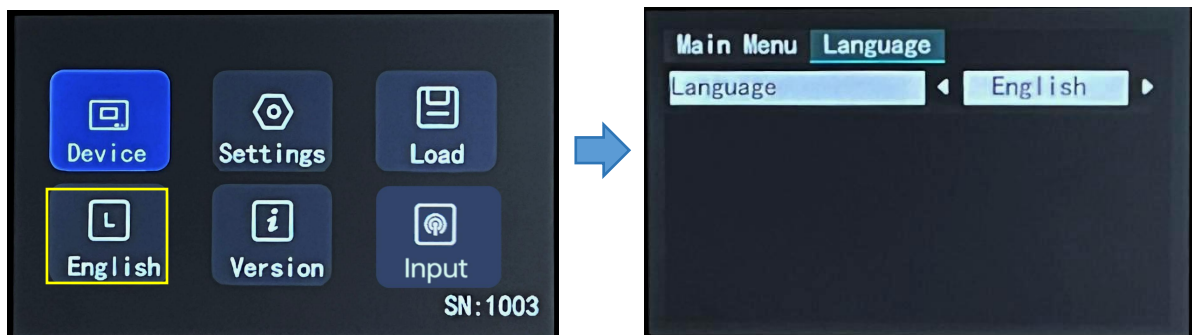 Device Settings Load
English Version Input
SN:1003
Main Menu Language
Language English